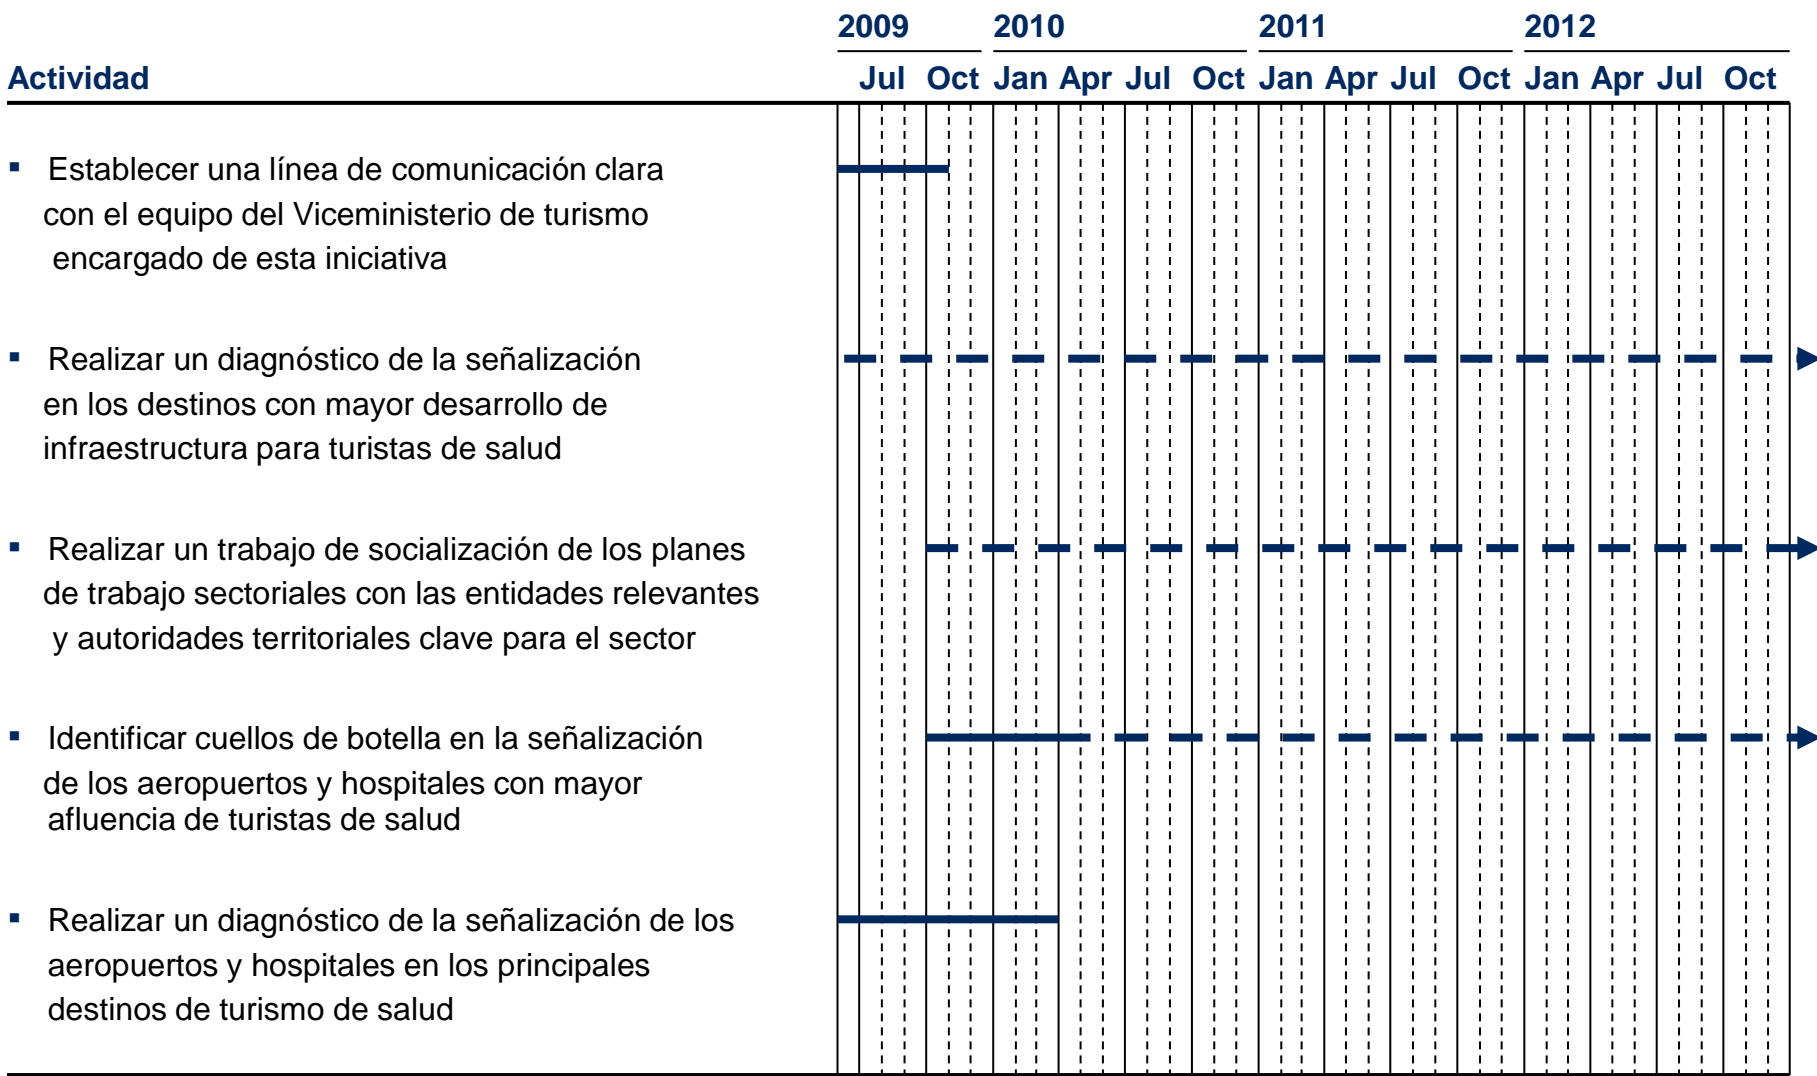 2009 2010 2011 2012
Actividad Jul Oct Jan Apr Jul Oct Jan Apr Jul Oct Jan Apr Jul Oct
▪ Establecer una línea de comunicación clara
con el equipo del Viceministerio de turismo
encargado de esta iniciativa
▪ Realizar un diagnóstico de la señalización
en los destinos con mayor desarrollo de
infraestructura para turistas de salud
▪ Realizar un trabajo de socialización de los planes
de trabajo sectoriales con las entidades relevantes
y autoridades territoriales clave para el sector
▪ Identificar cuellos de botella en la señalización
de los aeropuertos y hospitales con mayor
afluencia de turistas de salud
▪ Realizar un diagnóstico de la señalización de los
aeropuertos y hospitales en los principales
destinos de turismo de salud